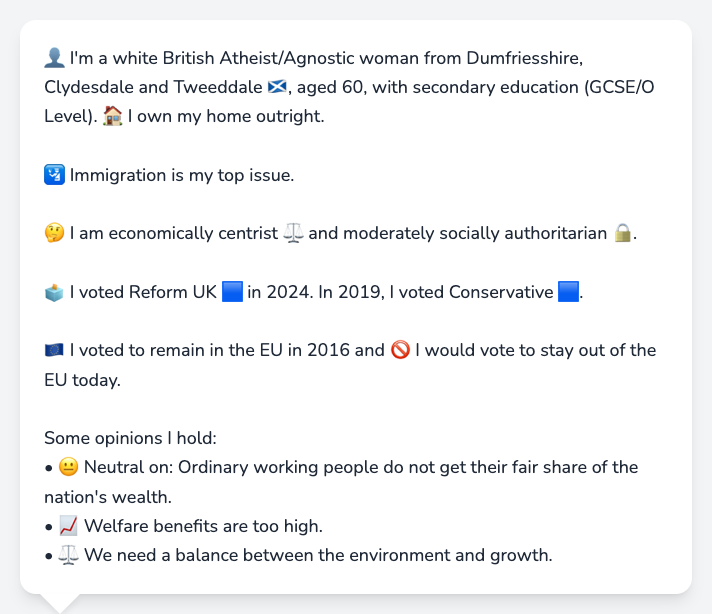 👤 I'm a white British Atheist/Agnostic woman from Dumfriesshire,
Clydesdale and Tweeddale 🏴󠁧󠁢󠁳󠁣󠁴󠁿, aged 60, with secondary education (GCSE/O
Level). 🏠 I own my home outright.
🛂 Immigration is my top issue.
🤔 I am economically centrist ⚖️ and moderately socially authoritarian 🔒.
🗳️ I voted Reform UK 🟦 in 2024. In 2019, I voted Conservative 🟦.
🇪🇺 I voted to remain in the EU in 2016 and 🚫 I would vote to stay out of the
EU today.
Some opinions I hold:
• 😐 Neutral on: Ordinary working people do not get their fair share of the
nation's wealth.
• 📈 Welfare benefits are too high.
• ⚖️ We need a balance between the environment and growth.